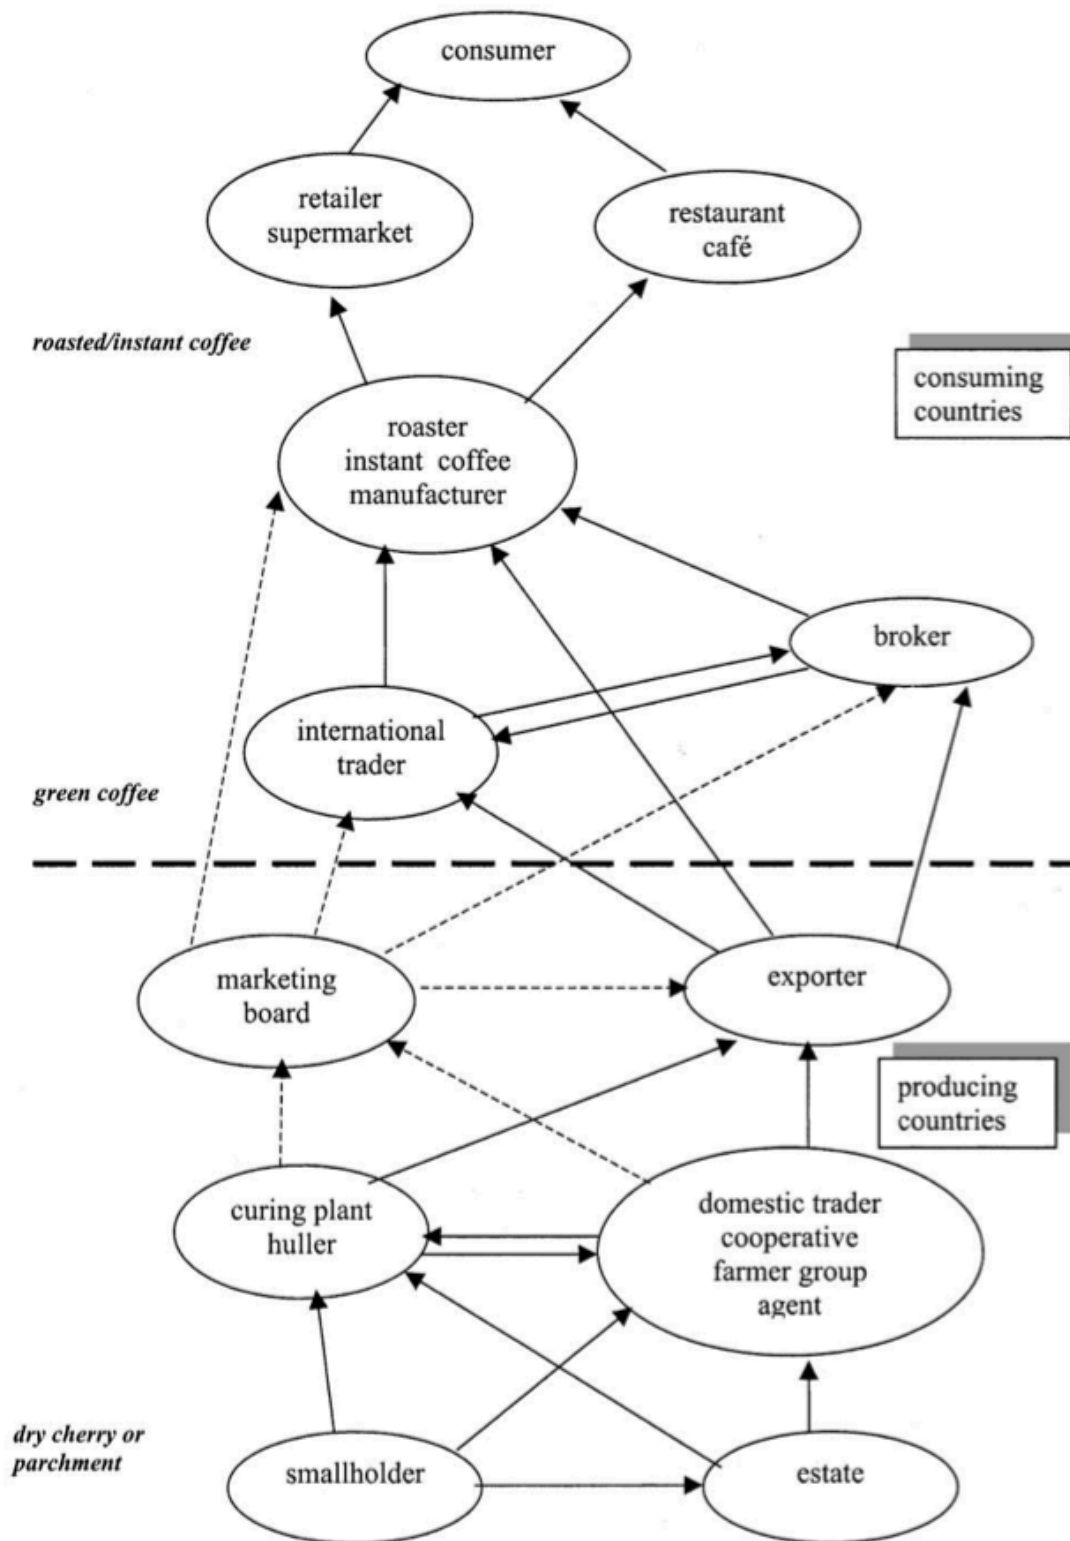 consumer
retailer
supermarket
restaurant
café
roasted/instant coffee
consuming
countries
roaster
instant coffee
manufacturer
broker
international
trader
green coffee
marketing
board
exporter
producing
countries
curing plant
huller
domestic trader
cooperative
farmer group
agent
dry cherry or
parchment
smallholder
estate